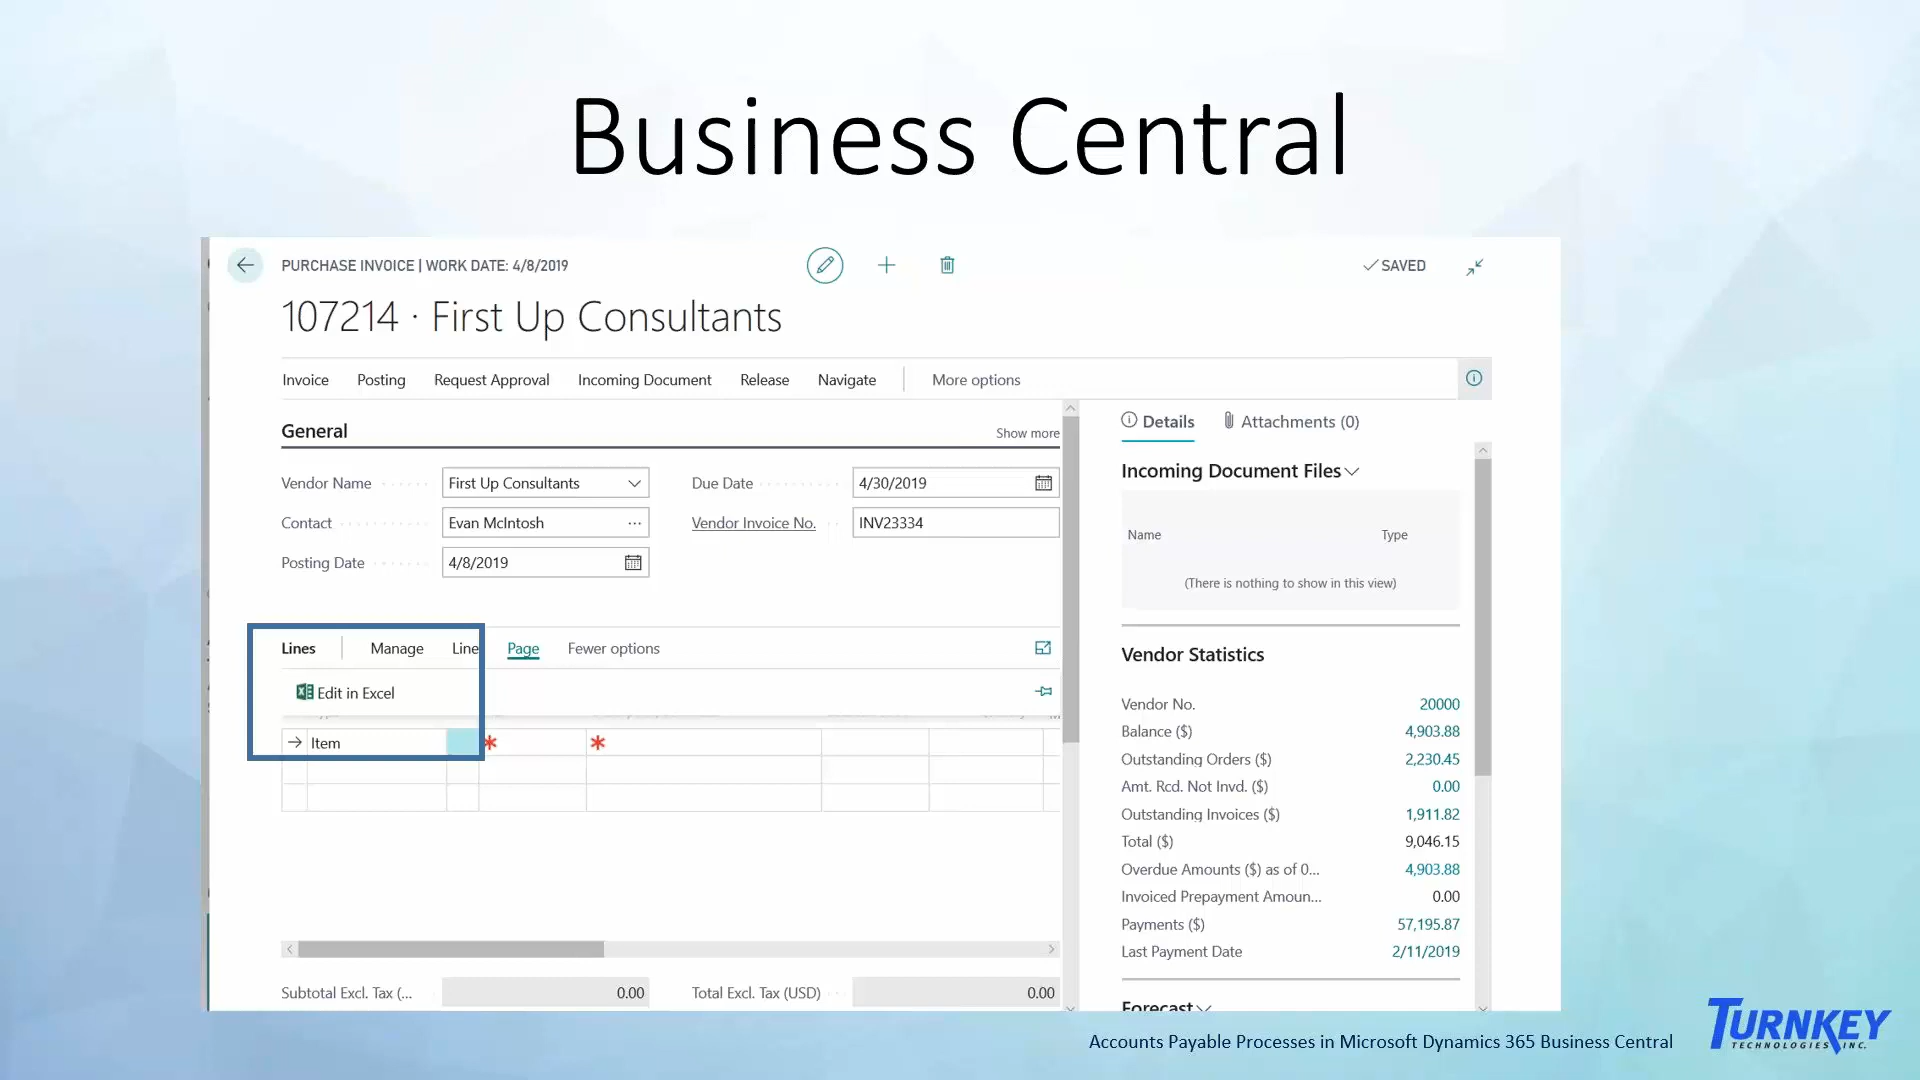 Business Central
PURCHASE INVOICE | WORK DATE: 4/8/2019
SAVED
107214 · First Up Consultants
Invoice Posting Request Approval Incoming Document Release Navigate More options
General
Show more
Vendor Name First Up Consultants
Due Date 4/30/2019
Contact Evan McIntosh
Vendor Invoice No. INV23334
Posting Date 4/8/2019
Lines Manage Line Page Fewer options
Edit in Excel
Item * *
Subtotal Excl. Tax (... 0.00
Total Excl. Tax (USD) 0.00
Details Attachments (0)
Incoming Document Files
Name Type
(There is nothing to show in this view)
Vendor Statistics
Vendor No. 20000
Balance ($) 4,903.88
Outstanding Orders ($) 2,230.45
Amt. Rcd. Not Invd. ($) 0.00
Outstanding Invoices ($) 1,911.82
Total ($) 9,046.15
Overdue Amounts ($) as of 0... 4,903.88
Invoiced Prepayment Amoun... 0.00
Payments ($) 57,195.87
Last Payment Date 2/11/2019
Forecast
Accounts Payable Processes in Microsoft Dynamics 365 Business Central
TURNKEY
TECHNOLOGIES INC.